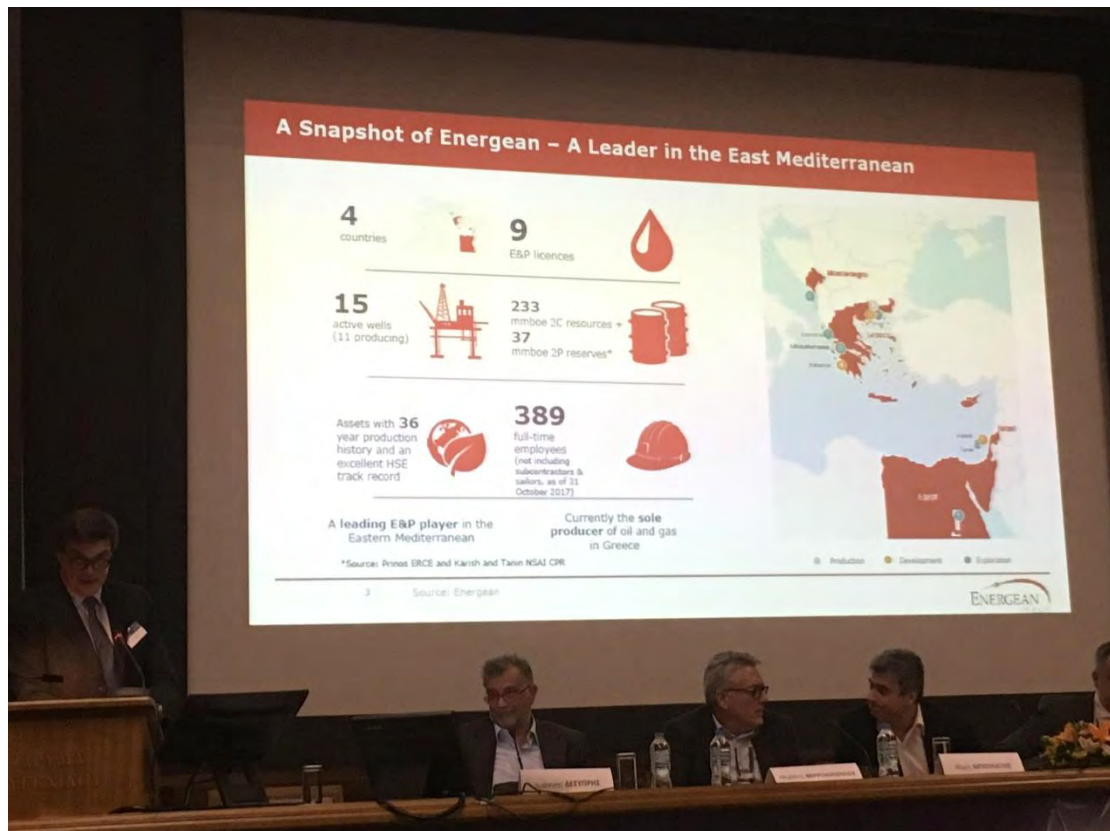 A Snapshot of Energean – A Leader in the East Mediterranean
4
countries
9
E&P licences
15
active wells
(11 producing)
233
mmboe 2C resources +
37
mmboe 2P reserves*
Assets with 36
year production
history and an
excellent HSE
track record
389
full-time
employees
(not including
subcontractors &
sailors, as of 31
October 2017)
A leading E&P player in the
Eastern Mediterranean
Currently the sole
producer of oil and gas
in Greece
*Source: Prinos ERCE and Karish and Tanin NSAI CPR
Montenegro
Egypt
Production
Development
Exploration
3
Source: Energean
ENERGEAN
ΔΕΣΥΠΡΗΣ